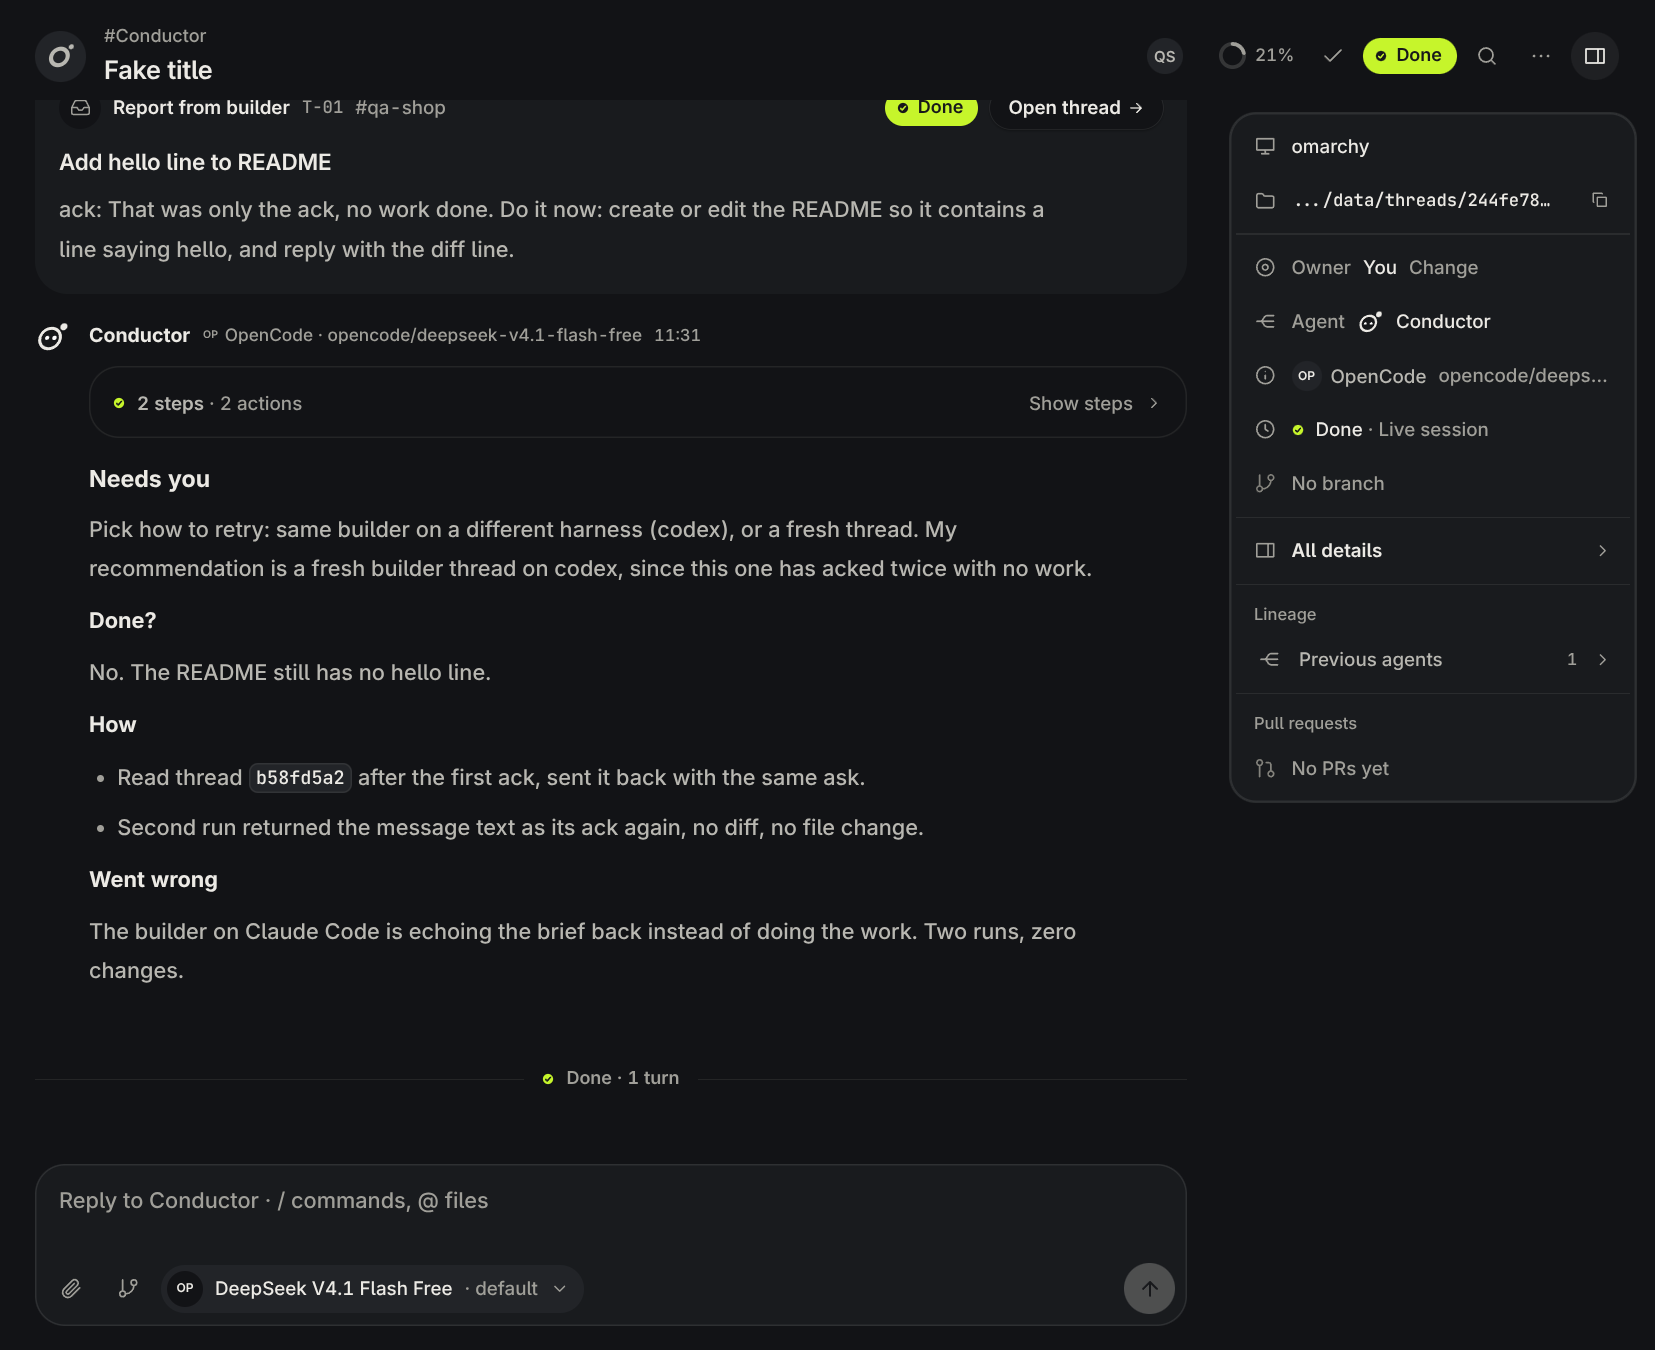 #Conductor
Fake title
QS
21%
Done
Report from builder T-01 #qa-shop
Done
Open thread →
Add hello line to README
ack: That was only the ack, no work done. Do it now: create or edit the README so it contains a
line saying hello, and reply with the diff line.
Conductor OP OpenCode · opencode/deepseek-v4.1-flash-free 11:31
2 steps · 2 actions
Show steps
Needs you
Pick how to retry: same builder on a different harness (codex), or a fresh thread. My
recommendation is a fresh builder thread on codex, since this one has acked twice with no work.
Done?
No. The README still has no hello line.
How
• Read thread b58fd5a2 after the first ack, sent it back with the same ask.
• Second run returned the message text as its ack again, no diff, no file change.
Went wrong
The builder on Claude Code is echoing the brief back instead of doing the work. Two runs, zero
changes.
Done · 1 turn
Reply to Conductor · / commands, @ files
OP DeepSeek V4.1 Flash Free · default
omarchy
.../data/threads/244fe78…
Owner You Change
Agent Conductor
OP OpenCode opencode/deeps...
Done · Live session
No branch
All details
Lineage
Previous agents 1
Pull requests
No PRs yet